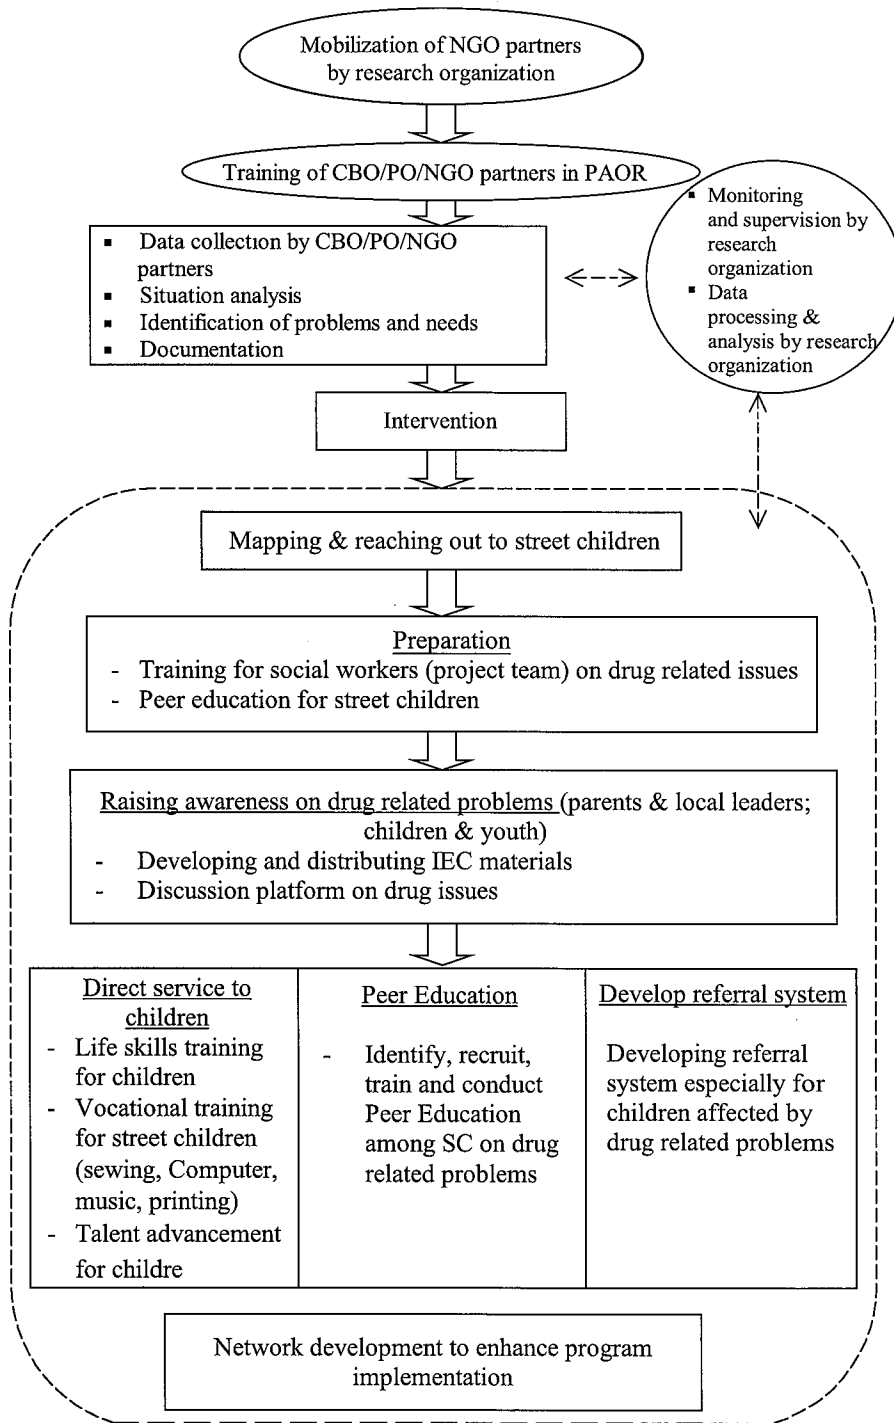 Mobilization of NGO partners
by research organization
Training of CBO/PO/NGO partners in PAOR
▪ Monitoring
and supervision by
research
organization
▪ Data
processing &
analysis by research
organization
▪ Data collection by CBO/PO/NGO
partners
▪ Situation analysis
▪ Identification of problems and needs
▪ Documentation
Intervention
Mapping & reaching out to street children
Preparation
- Training for social workers (project team) on drug related issues
- Peer education for street children
Raising awareness on drug related problems (parents & local leaders;
children & youth)
- Developing and distributing IEC materials
- Discussion platform on drug issues
Direct service to
children
- Life skills training
for children
- Vocational training
for street children
(sewing, Computer,
music, printing)
- Talent advancement
for childre
Peer Education
- Identify, recruit,
train and conduct
Peer Education
among SC on drug
related problems
Develop referral system
Developing referral
system especially for
children affected by
drug related problems
Network development to enhance program
implementation